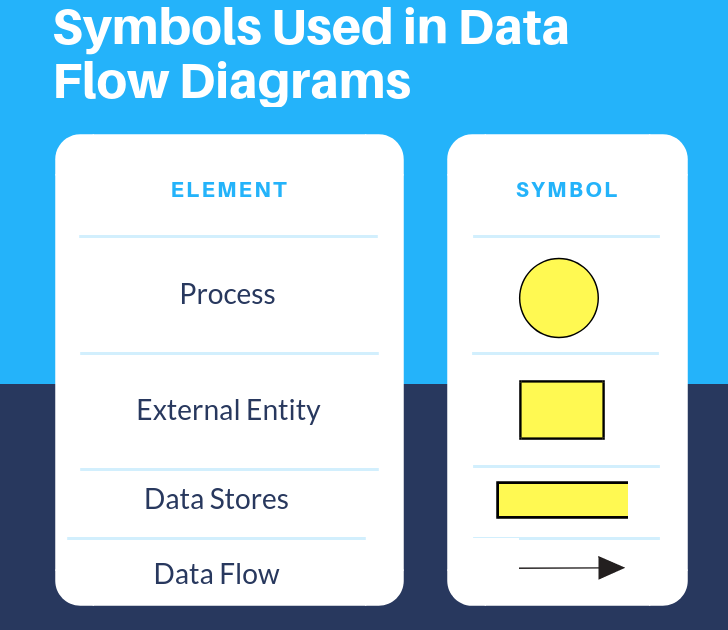 Symbols Used in Data
Flow Diagrams
ELEMENT
SYMBOL
Process
External Entity
Data Stores
Data Flow